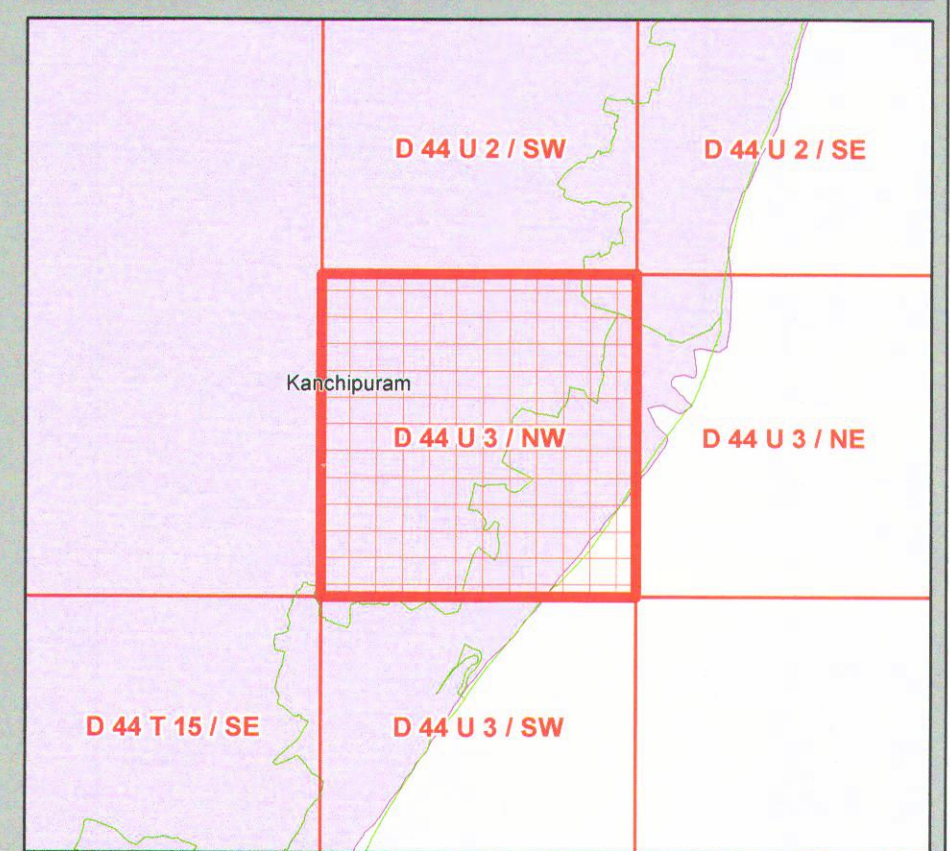 D 44 U 2 / SW
D 44 U 2 / SE
Kanchipuram
D 44 U 3 / NW
D 44 U 3 / NE
D 44 T 15 / SE
D 44 U 3 / SW